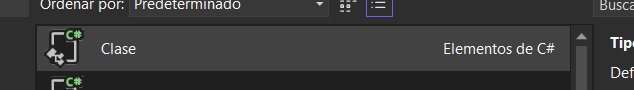 Ordenar por: Predeterminado Busca
C# Clase Elementos de C# Tipo
Def
C#